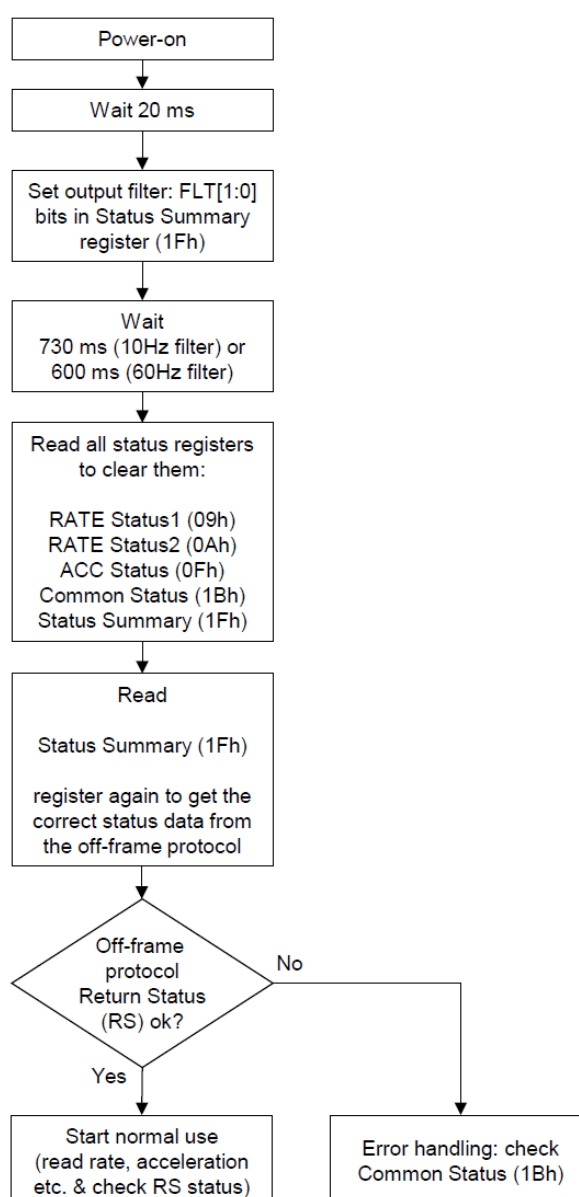 Power-on
Wait 20 ms
Set output filter: FLT[1:0]
bits in Status Summary
register (1Fh)
Wait
730 ms (10Hz filter) or
600 ms (60Hz filter)
Read all status registers
to clear them:
RATE Status1 (09h)
RATE Status2 (0Ah)
ACC Status (0Fh)
Common Status (1Bh)
Status Summary (1Fh)
Read
Status Summary (1Fh)
register again to get the
correct status data from
the off-frame protocol
Off-frame
protocol
Return Status
(RS) ok?
No
Yes
Start normal use
(read rate, acceleration
etc. & check RS status)
Error handling: check
Common Status (1Bh)